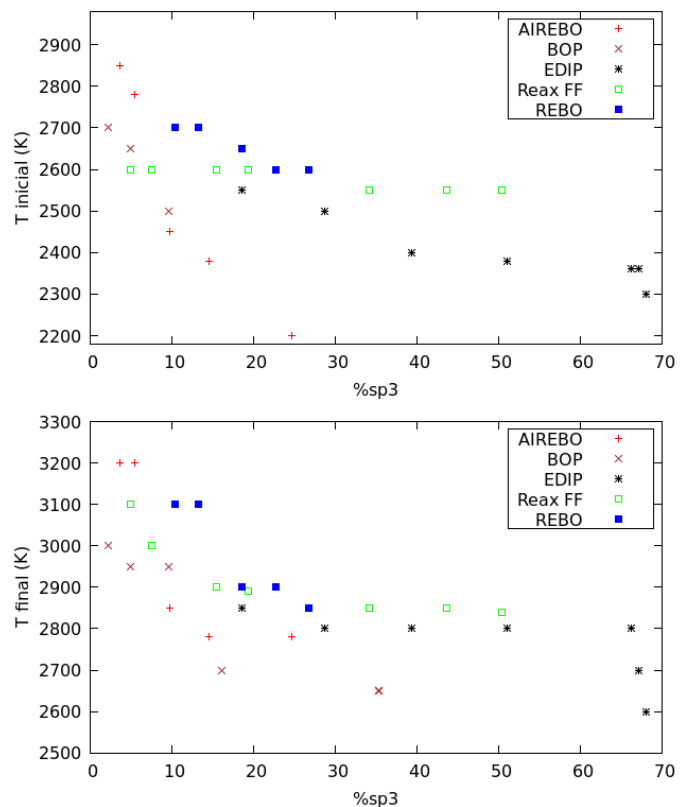 2900
2800
2700
2600
2500
2400
2300
2200
T inicial (K)
AIREBO
BOP
EDIP
Reax FF
REBO
0 10 20 30 40 50 60 70
%sp3
3300
3200
3100
3000
2900
2800
2700
2600
2500
T final (K)
AIREBO
BOP
EDIP
Reax FF
REBO
0 10 20 30 40 50 60 70
%sp3